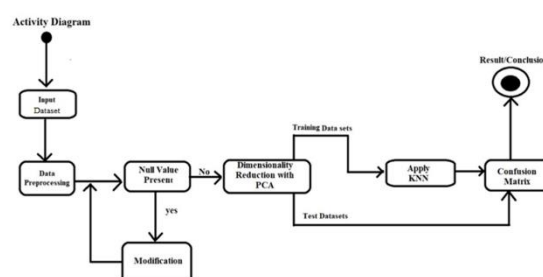 Activity Diagram
Input
Dataset
Data
Preprocessing
Null Value
Present
No
yes
Modification
Dimensionality
Reduction with
PCA
Training Data sets
Test Datasets
Apply
KNN
Confusion
Matrix
Result/Conclusion